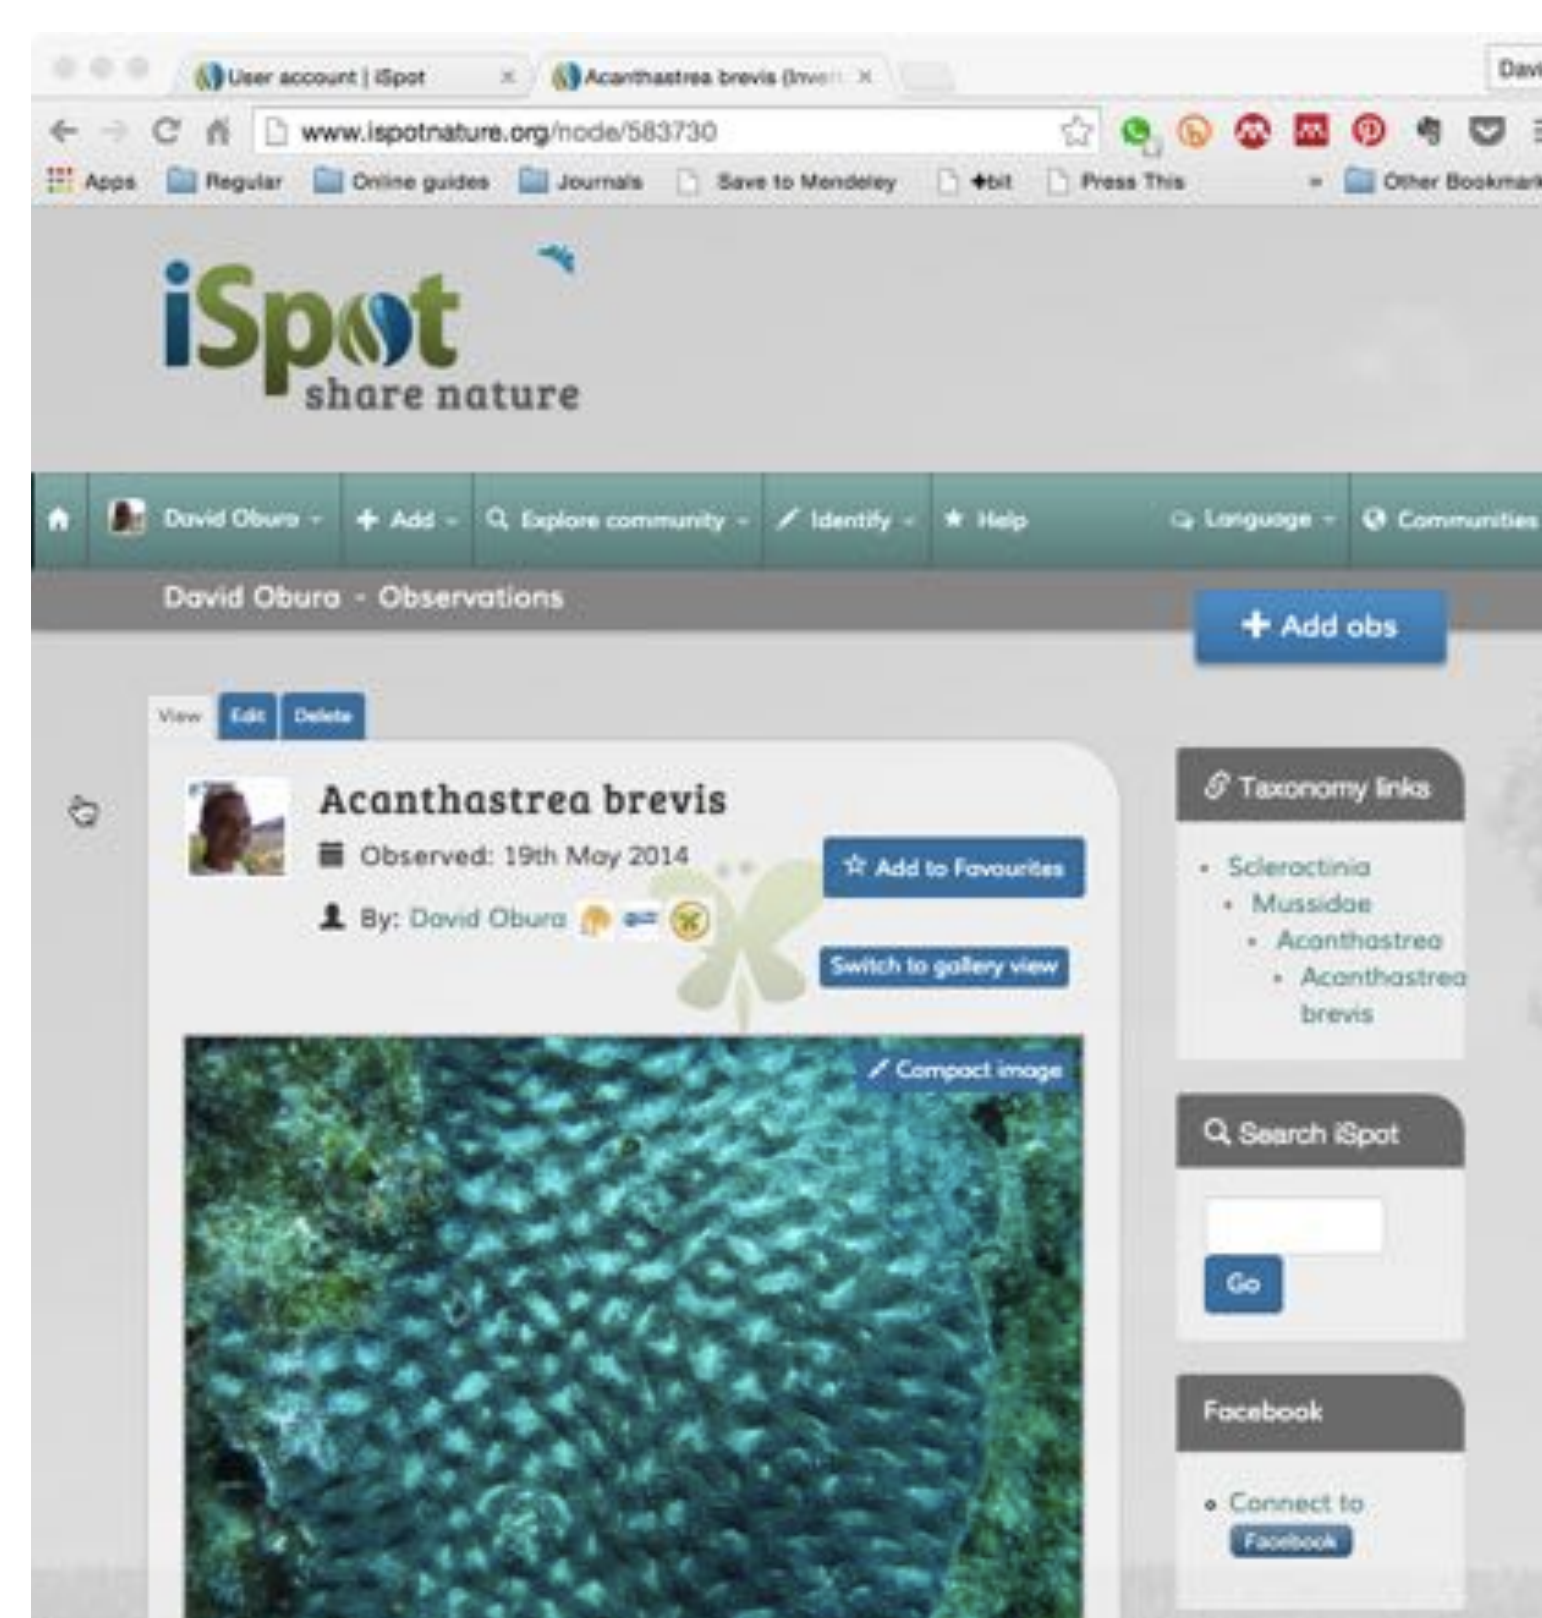 User account | iSpot
Acanthastrea brevis (Invert
Davi
www.ispotnature.org/node/583730
Apps Regular Online guides Journals Save to Mendeley +bit Press This » Other Bookmark
iSpot
share nature
David Obura + Add Explore community Identify Help Language Communities
David Obura - Observations
+ Add obs
View Edit Delete
Acanthastrea brevis
Observed: 19th May 2014
Add to Favourites
By: David Obura
Switch to gallery view
Compact image
Taxonomy links
Scleractinia
Mussidae
Acanthastrea
Acanthastrea
brevis
Search iSpot
Go
Facebook
Connect to
Facebook